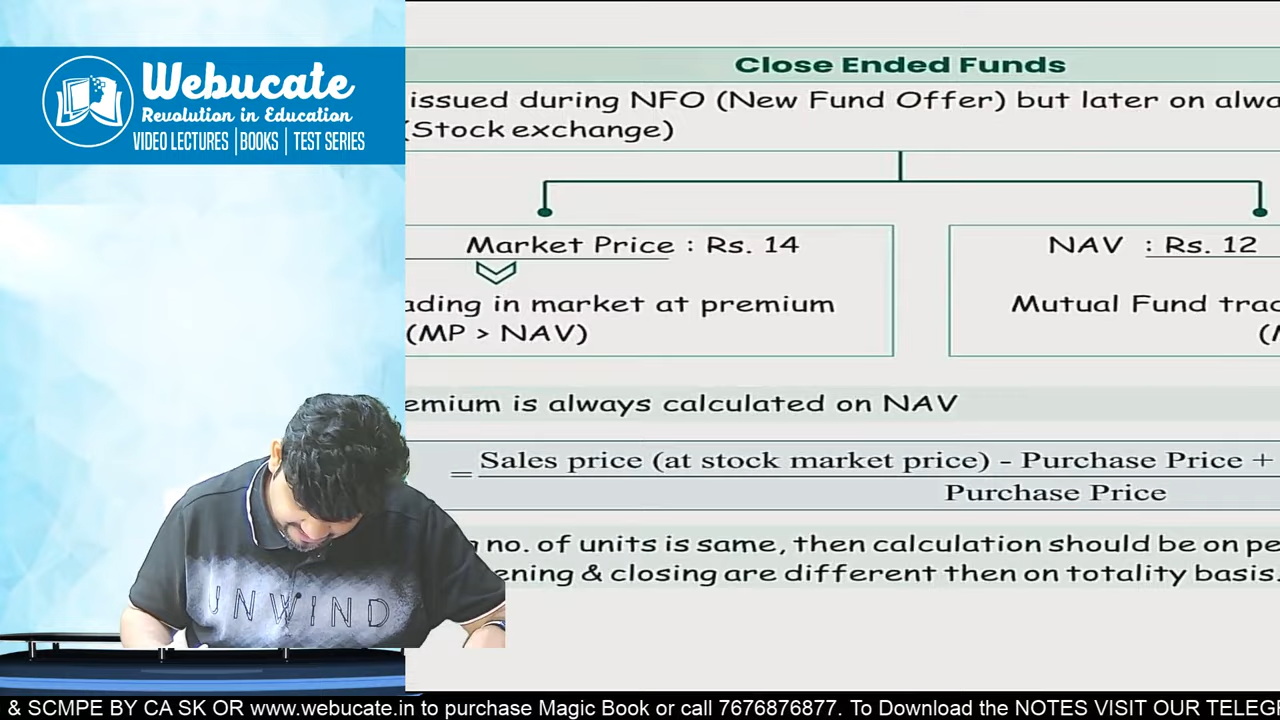 Webucate
Revolution in Education
VIDEO LECTURES | BOOKS | TEST SERIES
Close Ended Funds
issued during NFO (New Fund Offer) but later on alwa
(Stock exchange)
Market Price : Rs. 14
NAV : Rs. 12
ading in market at premium
(MP > NAV)
Mutual Fund trad
emium is always calculated on NAV
= Sales price (at stock market price) - Purchase Price +
Purchase Price
no. of units is same, then calculation should be on pe
ening & closing are different then on totality basis.
UNWIND
& SCMPE BY CA SK OR www.webucate.in to purchase Magic Book or call 7676876877. To Download the NOTES VISIT OUR TELEG